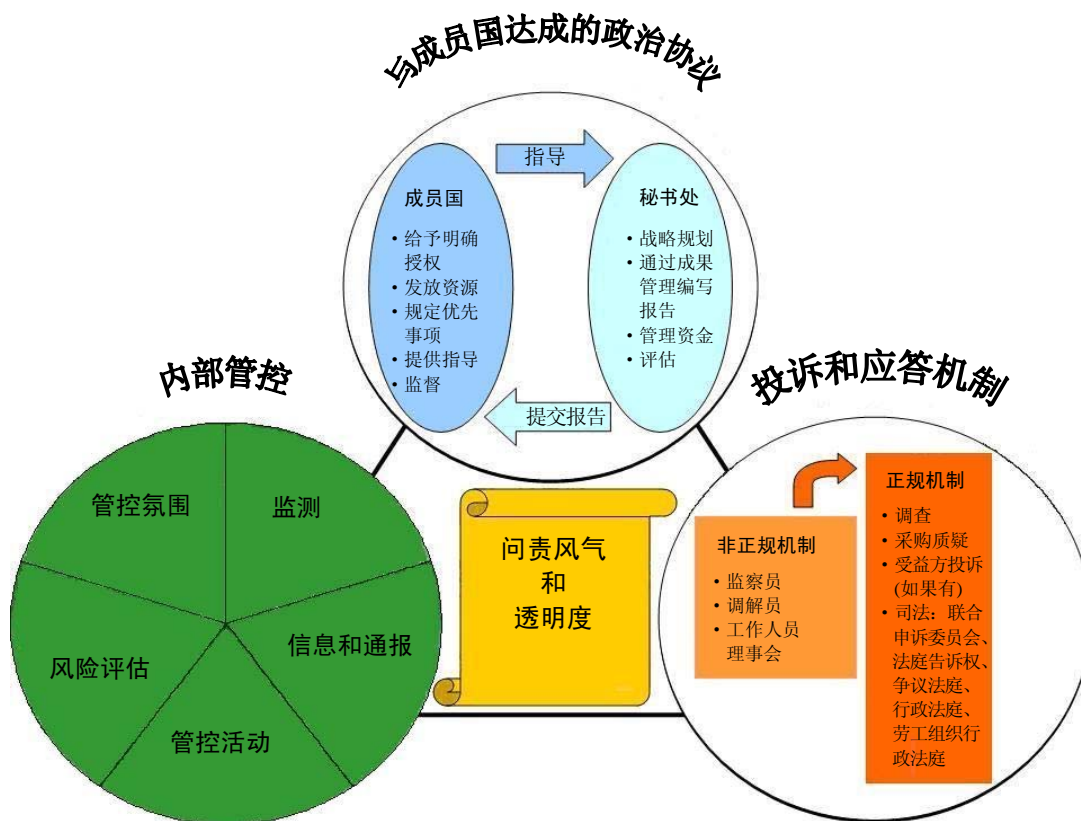 与成员国达成的政治协议
指导
成员国
• 给予明确
授权
• 发放资源
• 规定优先
事项
• 提供指导
• 监督
秘书处
• 战略规划
• 通过成果
管理编写
报告
• 管理资金
• 评估
提交报告
内部管控
管控氛围
监测
信息和通报
管控活动
风险评估
问责风气
和
透明度
投诉和应答机制
非正规机制
• 监察员
• 调解员
• 工作人员
理事会
正规机制
• 调查
• 采购质疑
• 受益方投诉
(如果有)
• 司法：联合
申诉委员会、
法庭告诉权、
争议法庭、
行政法庭、
劳工组织行
政法庭